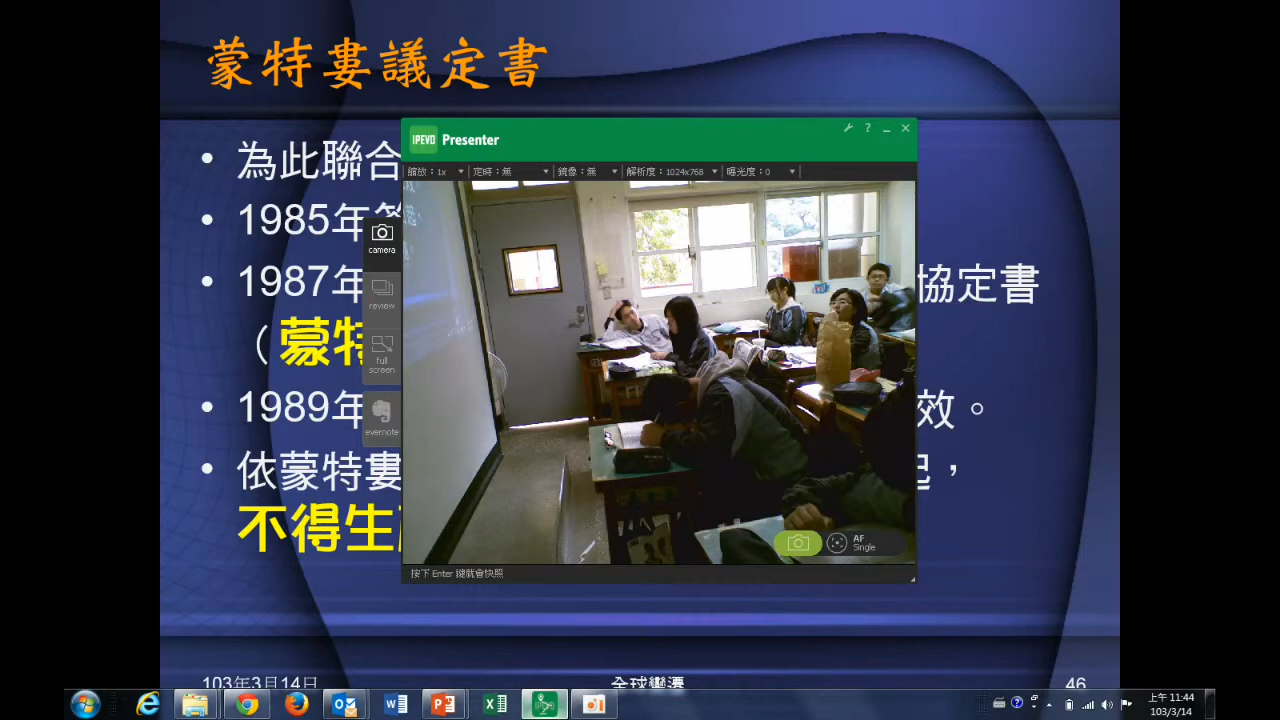 蒙特婁議定書
IPEVO Presenter
縮放：1x 定時：無 鏡像：無 解析度：1024x768 曝光度：0
• 為此聯合
• 1985年
camera
• 1987年 協定書
review
（蒙特
full
screen
• 1989年 效。
evernote
• 依蒙特婁 起，
不得生
AF
Single
按下 Enter 鍵就會快照
103年3月14日 全球變遷 46
上午 11:44
103/3/14